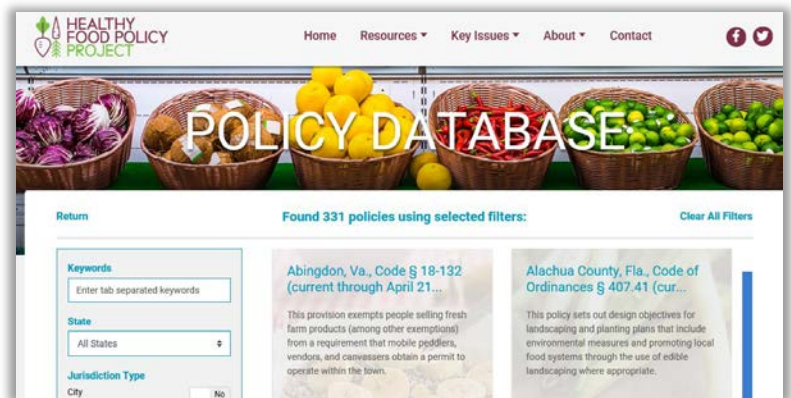 HEALTHY
FOOD POLICY
PROJECT
Home Resources Key Issues About Contact
POLICY DATABASE
Return Found 331 policies using selected filters: Clear All Filters
Keywords
Enter tab separated keywords
State
All States
Jurisdiction Type
City No
Abingdon, Va., Code § 18-132
(current through April 21...
This provision exempts people selling fresh
farm products (among other exemptions)
from a requirement that mobile peddlers,
vendors, and canvassers obtain a permit to
operate within the town.
Alachua County, Fla., Code of
Ordinances § 407.41 (cur...
This policy sets out design objectives for
landscaping and planting plans that include
environmental measures and promoting local
food systems through the use of edible
landscaping where appropriate.